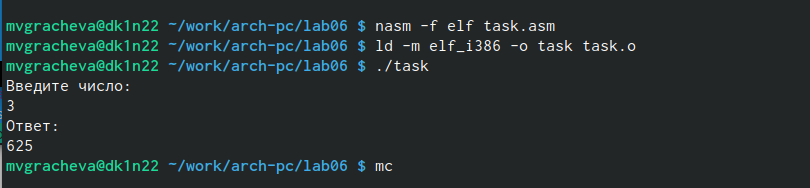 mvgracheva@dk1n22 ~/work/arch-pc/lab06 $ nasm -f elf task.asm
mvgracheva@dk1n22 ~/work/arch-pc/lab06 $ ld -m elf_i386 -o task task.o
mvgracheva@dk1n22 ~/work/arch-pc/lab06 $ ./task
Введите число:
3
Ответ:
625
mvgracheva@dk1n22 ~/work/arch-pc/lab06 $ mc